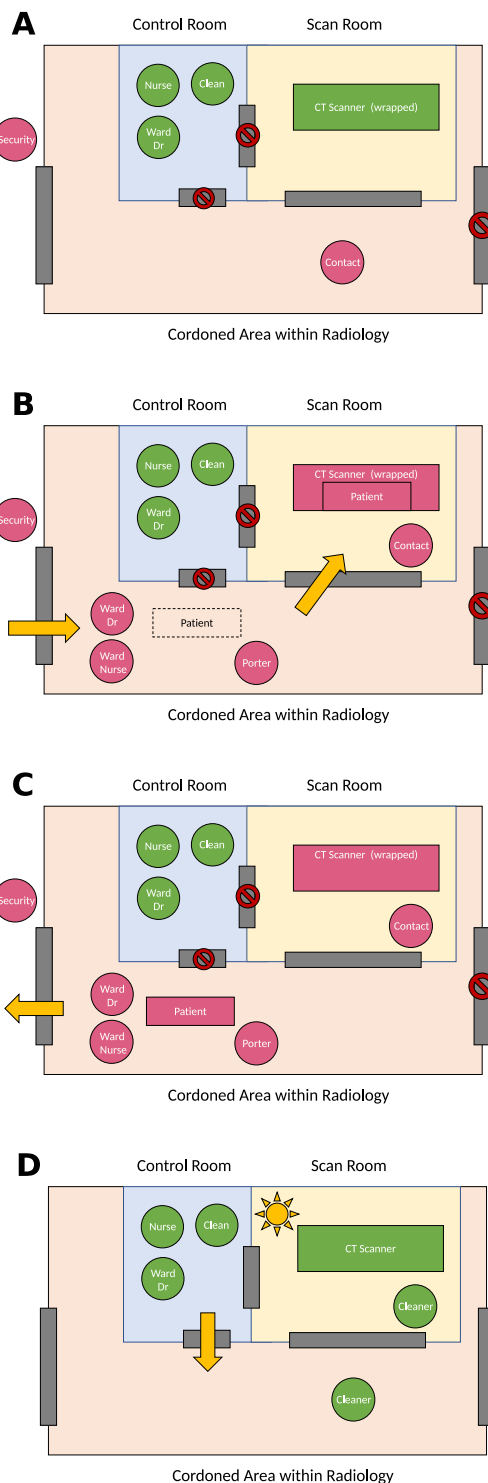 A
Control Room
Scan Room
Nurse
Clean
CT Scanner (wrapped)
Security
Ward
Dr
Contact
Cordoned Area within Radiology
B
Control Room
Scan Room
Nurse
Clean
CT Scanner (wrapped)
Patient
Security
Ward
Dr
Contact
Ward
Dr
Patient
Ward
Nurse
Porter
Cordoned Area within Radiology
C
Control Room
Scan Room
Nurse
Clean
CT Scanner (wrapped)
Security
Ward
Dr
Contact
Ward
Dr
Patient
Ward
Nurse
Porter
Cordoned Area within Radiology
D
Control Room
Scan Room
Nurse
Clean
CT Scanner
Ward
Dr
Cleaner
Cleaner
Cordoned Area within Radiology